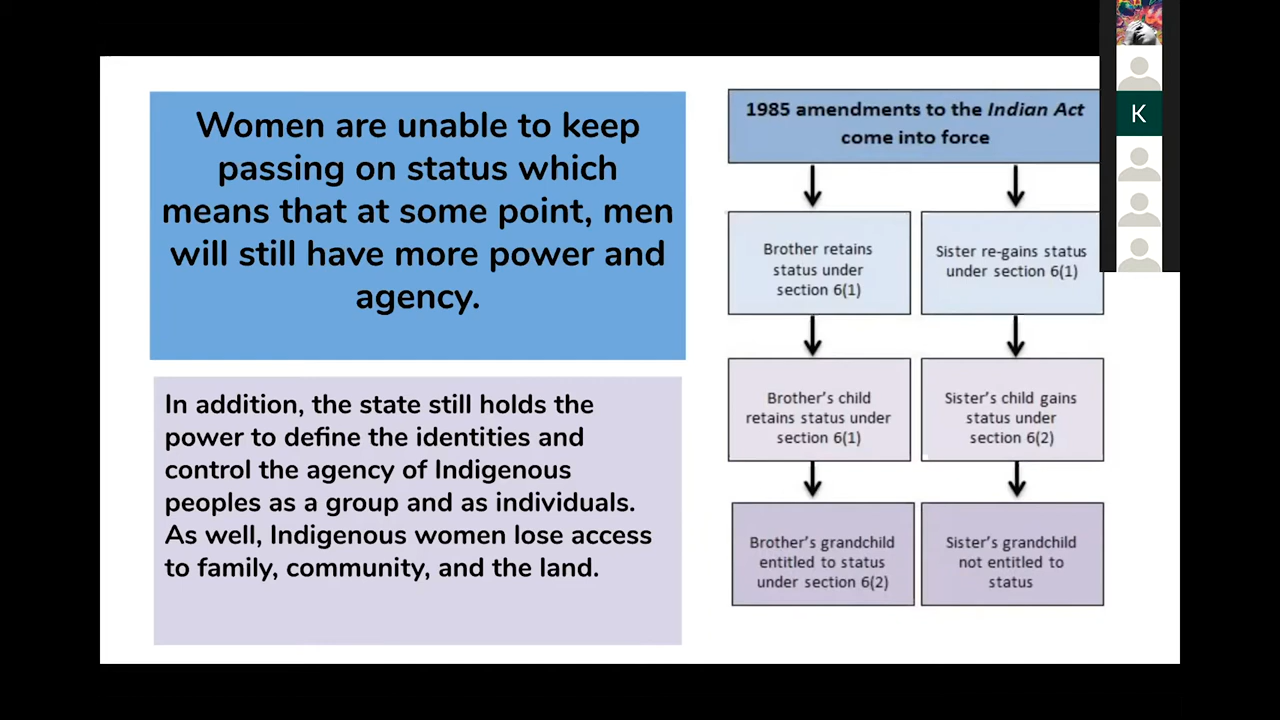 Women are unable to keep
passing on status which
means that at some point, men
will still have more power and
agency.
In addition, the state still holds the
power to define the identities and
control the agency of Indigenous
peoples as a group and as individuals.
As well, Indigenous women lose access
to family, community, and the land.
1985 amendments to the Indian Act
come into force
Brother retains
status under
section 6(1)
Sister re-gains status
under section 6(1)
Brother's child
retains status under
section 6(1)
Sister's child gains
status under
section 6(2)
Brother's grandchild
entitled to status
under section 6(2)
Sister's grandchild
not entitled to
status
K